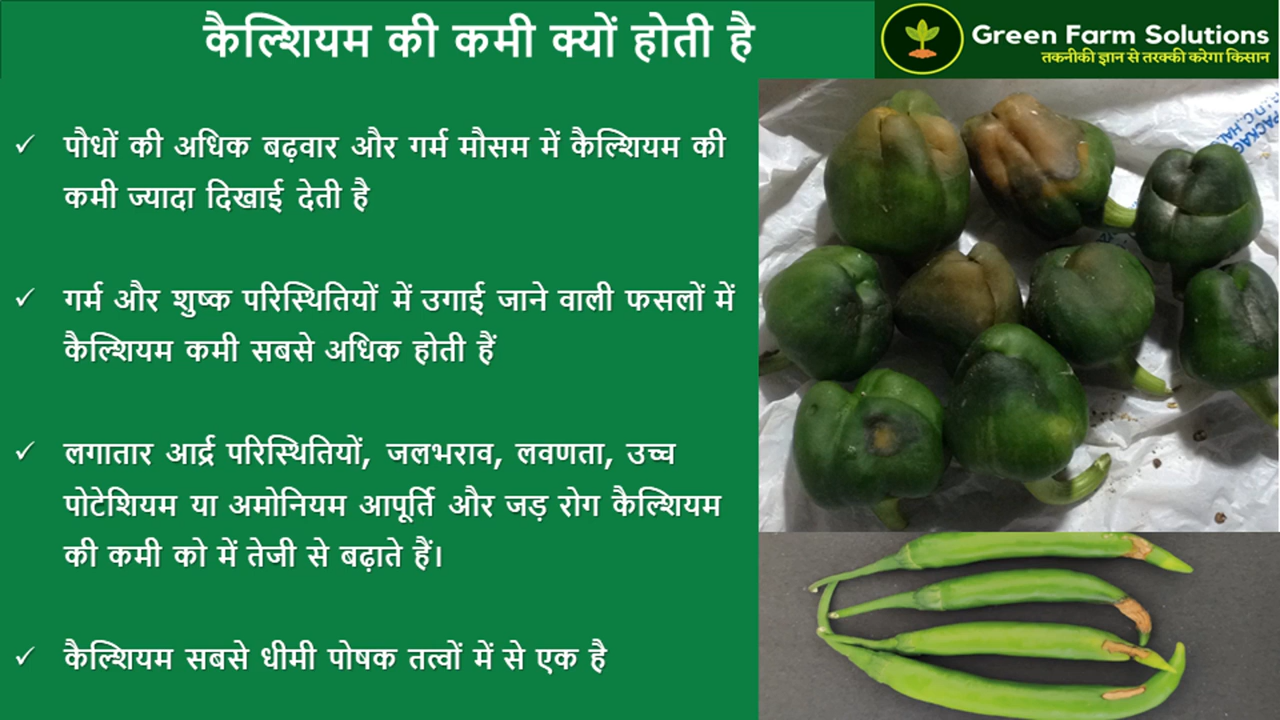 कैल्शियम की कमी क्यों होती है
Green Farm Solutions
तकनीकी ज्ञान से तरक्की करेगा किसान
✓ पौधों की अधिक बढ़वार और गर्म मौसम में कैल्शियम की
कमी ज्यादा दिखाई देती है
✓ गर्म और शुष्क परिस्थितियों में उगाई जाने वाली फसलों में
कैल्शियम कमी सबसे अधिक होती हैं
✓ लगातार आर्द्र परिस्थितियों, जलभराव, लवणता, उच्च
पोटेशियम या अमोनियम आपूर्ति और जड़ रोग कैल्शियम
की कमी को में तेजी से बढ़ाते हैं।
✓ कैल्शियम सबसे धीमी पोषक तत्वों में से एक है